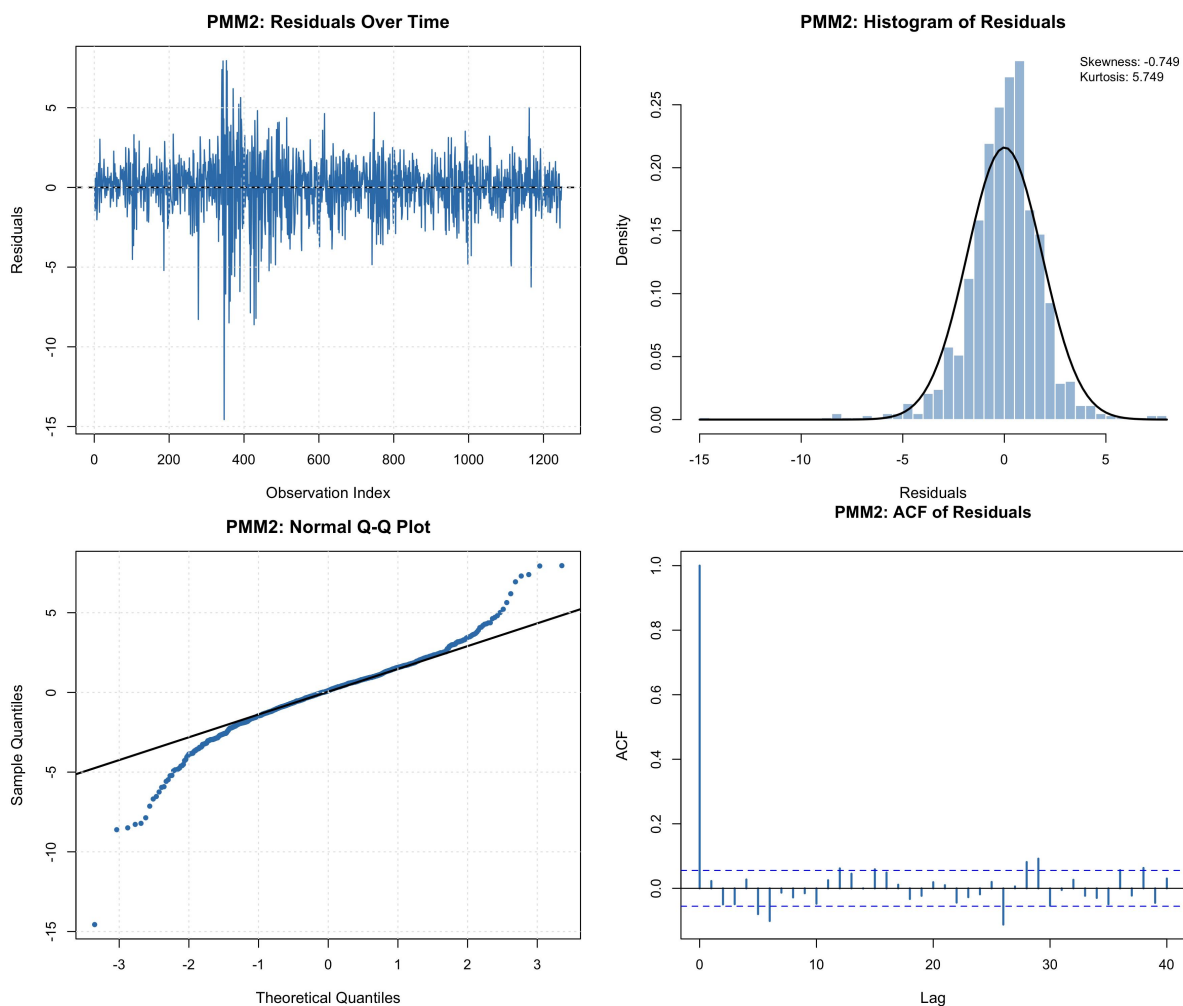 PMM2: Residuals Over Time
Residuals
5
0
-5
-10
-15
0 200 400 600 800 1000 1200
Observation Index
PMM2: Histogram of Residuals
Skewness: -0.749
Kurtosis: 5.749
Density
0.25
0.20
0.15
0.10
0.05
0.00
-15 -10 -5 0 5
Residuals
PMM2: Normal Q-Q Plot
Sample Quantiles
5
0
-5
-10
-15
-3 -2 -1 0 1 2 3
Theoretical Quantiles
PMM2: ACF of Residuals
ACF
1.0
0.8
0.6
0.4
0.2
0.0
0 10 20 30 40
Lag